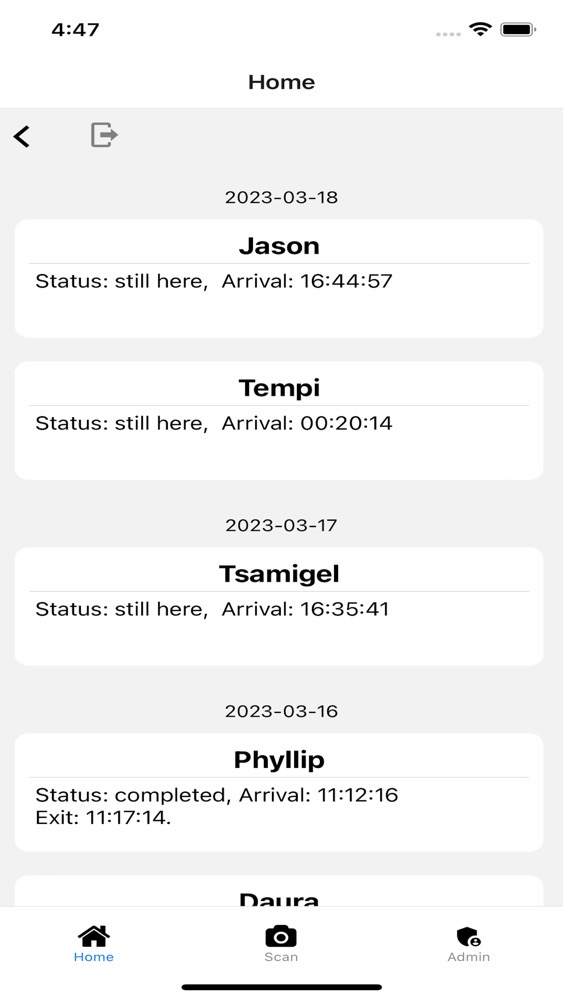 4:47
Home
2023-03-18
Jason
Status: still here, Arrival: 16:44:57
Tempi
Status: still here, Arrival: 00:20:14
2023-03-17
Tsamigel
Status: still here, Arrival: 16:35:41
2023-03-16
Phyllip
Status: completed, Arrival: 11:12:16
Exit: 11:17:14.
Daura
Home
Scan
Admin